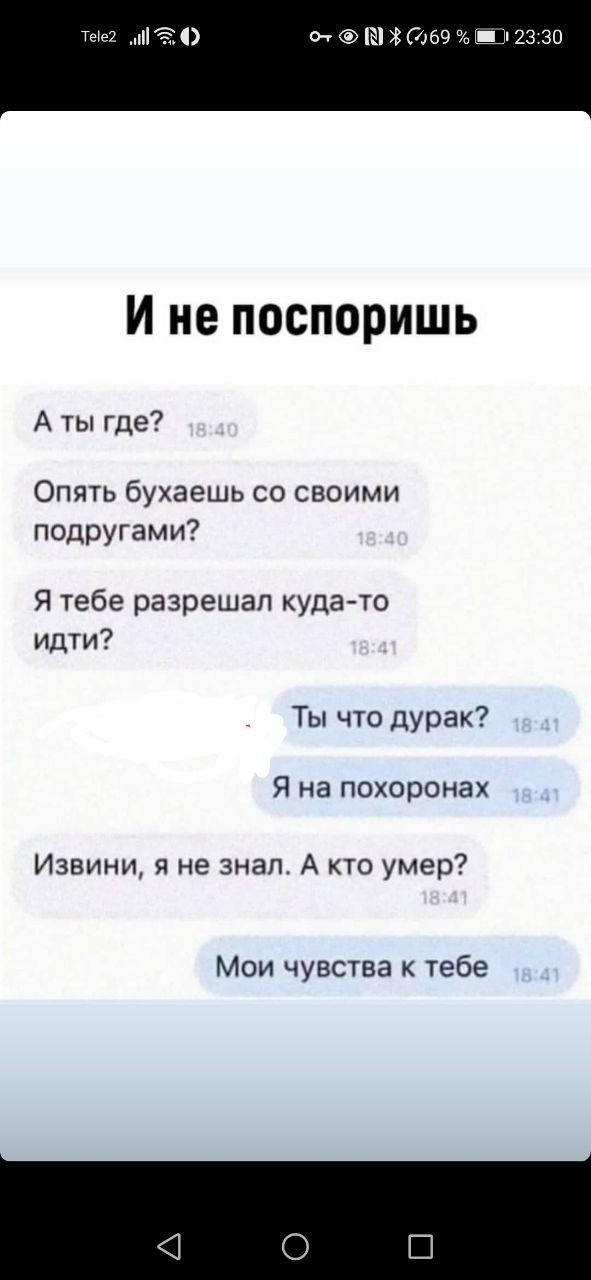 Tele2 69 % 23:30
И не поспоришь
А ты где? 18:40
Опять бухаешь со своими
подругами? 18:40
Я тебе разрешал куда-то
идти? 18:41
Ты что дурак? 18:41
Я на похоронах 18:41
Извини, я не знал. А кто умер?
18:41
Мои чувства к тебе 18:41